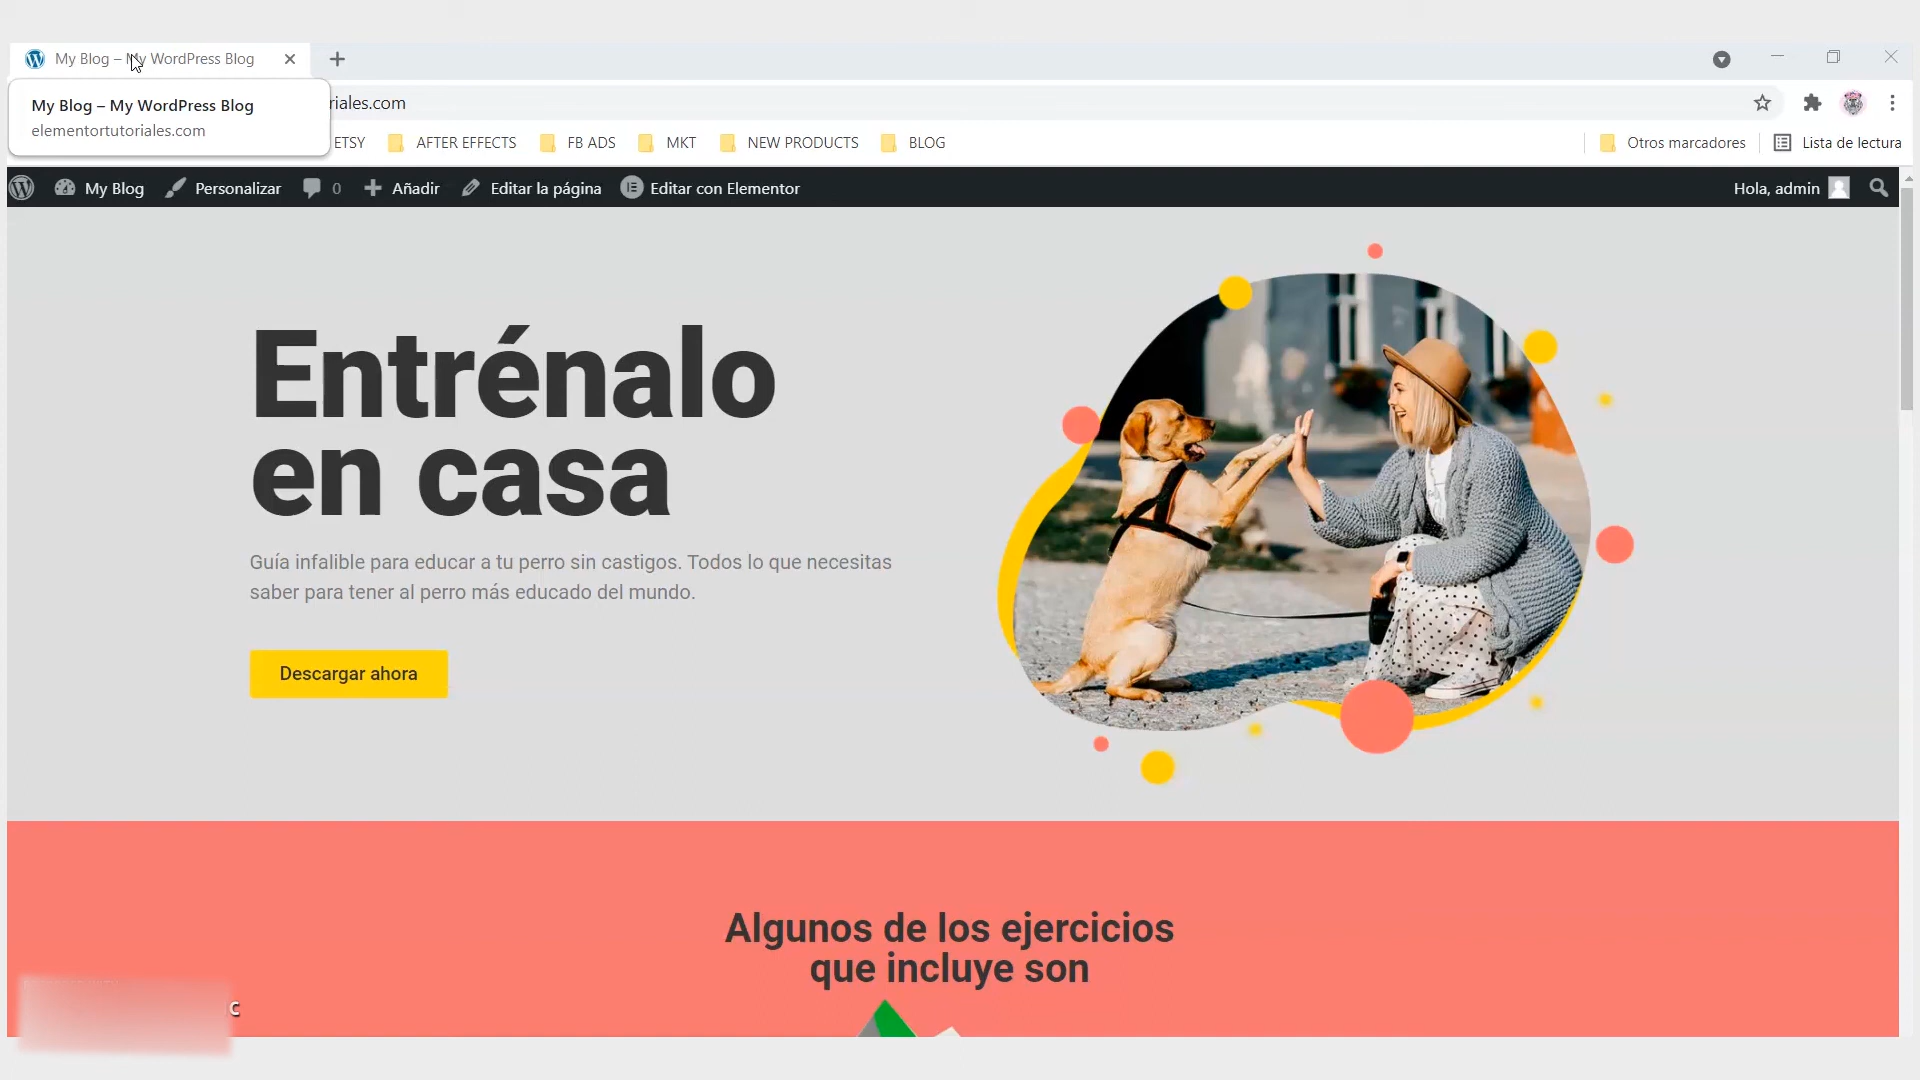 My Blog – My WordPress Blog
My Blog – My WordPress Blog
elementortutoriales.com
riales.com
ETSY
AFTER EFFECTS
FB ADS
MKT
NEW PRODUCTS
BLOG
Otros marcadores
Lista de lectura
My Blog
Personalizar
0
Añadir
Editar la página
Editar con Elementor
Hola, admin
Entrénalo
en casa
Guía infalible para educar a tu perro sin castigos. Todos lo que necesitas
saber para tener al perro más educado del mundo.
Descargar ahora
Algunos de los ejercicios
que incluye son